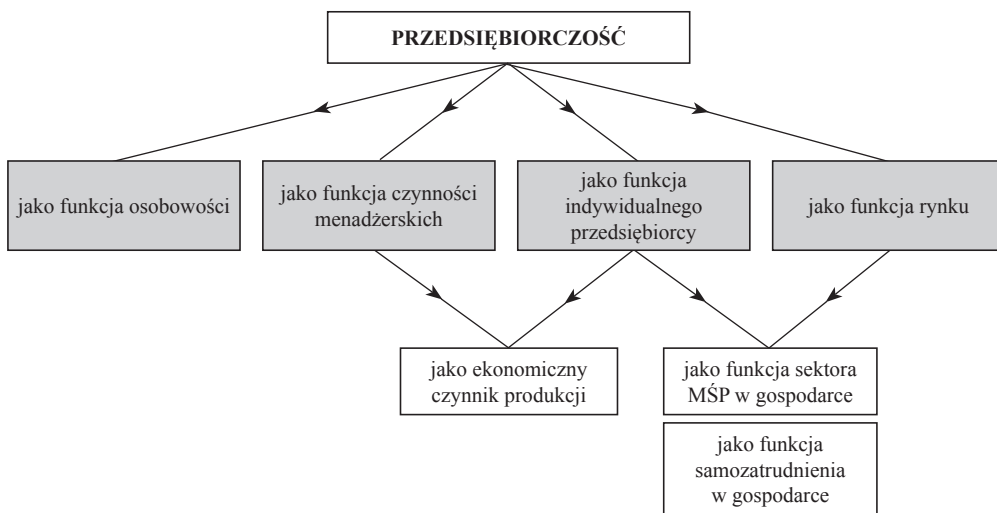 PRZEDSIĘBIORCZOŚĆ
jako funkcja osobowości
jako funkcja czynności
menadżerskich
jako funkcja
indywidualnego
przedsiębiorcy
jako funkcja rynku
jako ekonomiczny
czynnik produkcji
jako funkcja sektora
MŚP w gospodarce
jako funkcja
samozatrudnienia
w gospodarce